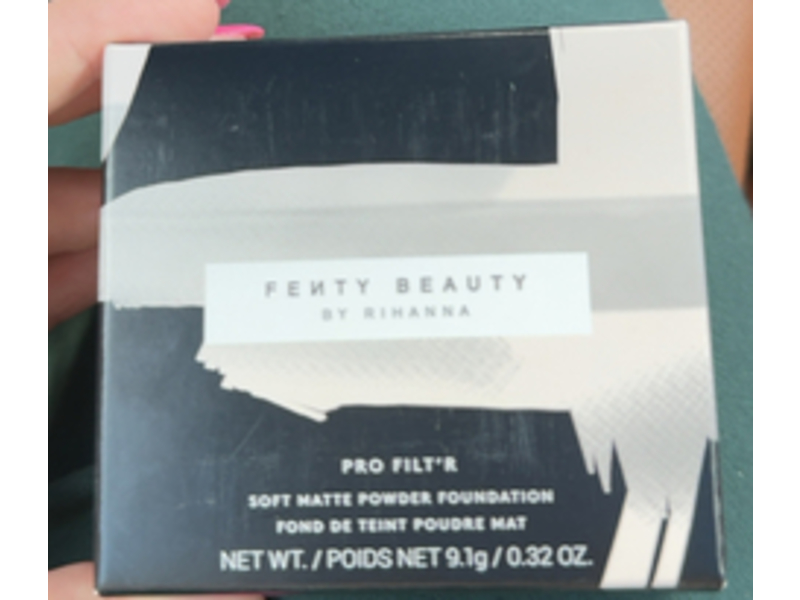 FENTY BEAUTY
BY RIHANNA
PRO FILT'R
SOFT MATTE POWDER FOUNDATION
FOND DE TEINT POUDRE MAT
NET WT. / POIDS NET 9.1g / 0.32 OZ.